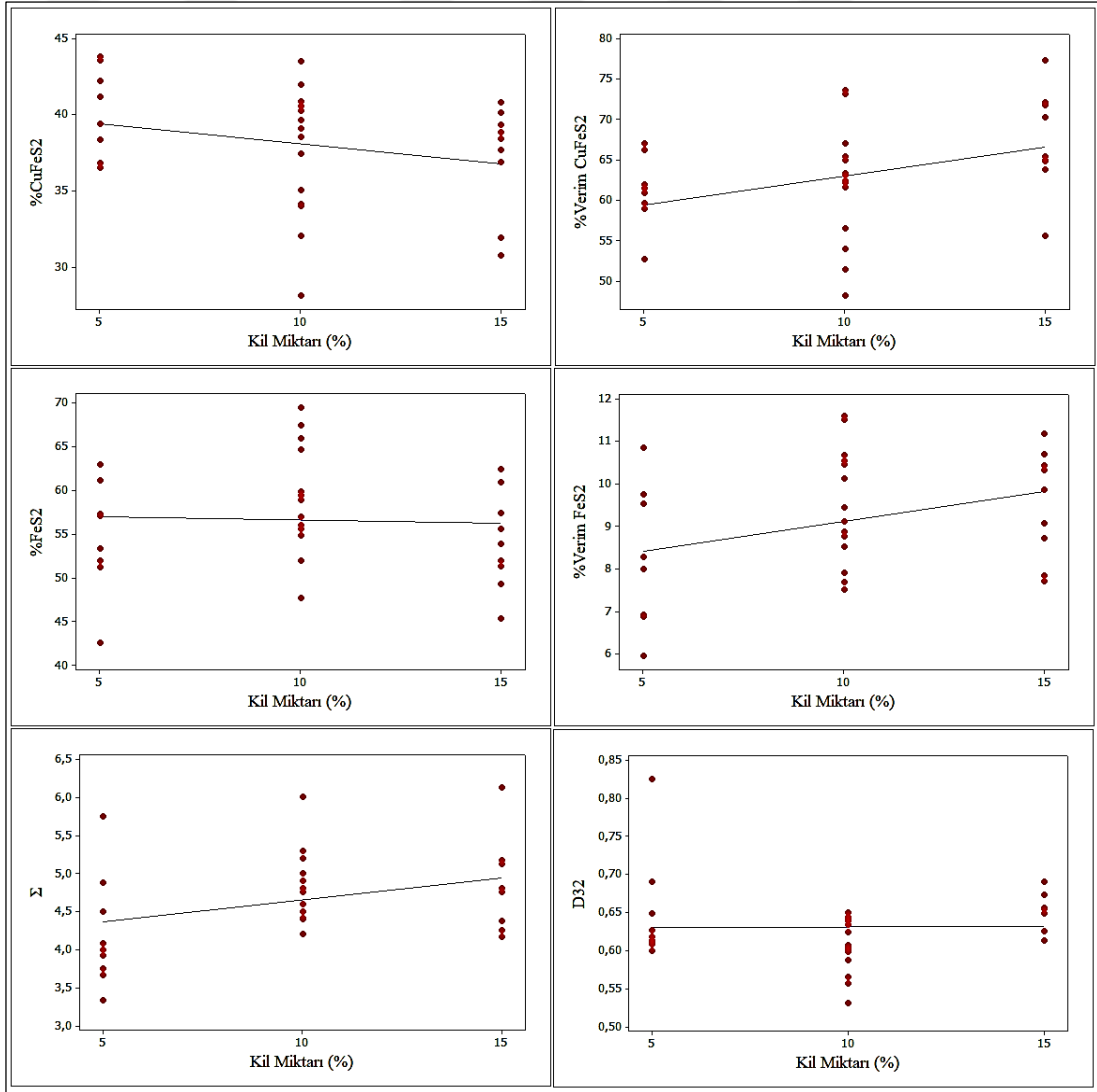 %CuFeS2
45
40
35
30
5 10 15
Kil Miktarı (%)
%Verim CuFeS2
80
75
70
65
60
55
50
5 10 15
Kil Miktarı (%)
%FeS2
70
65
60
55
50
45
40
5 10 15
Kil Miktarı (%)
%Verim FeS2
12
11
10
9
8
7
6
5 10 15
Kil Miktarı (%)
Σ
6,5
6,0
5,5
5,0
4,5
4,0
3,5
3,0
5 10 15
Kil Miktarı (%)
D32
0,85
0,80
0,75
0,70
0,65
0,60
0,55
0,50
5 10 15
Kil Miktarı (%)